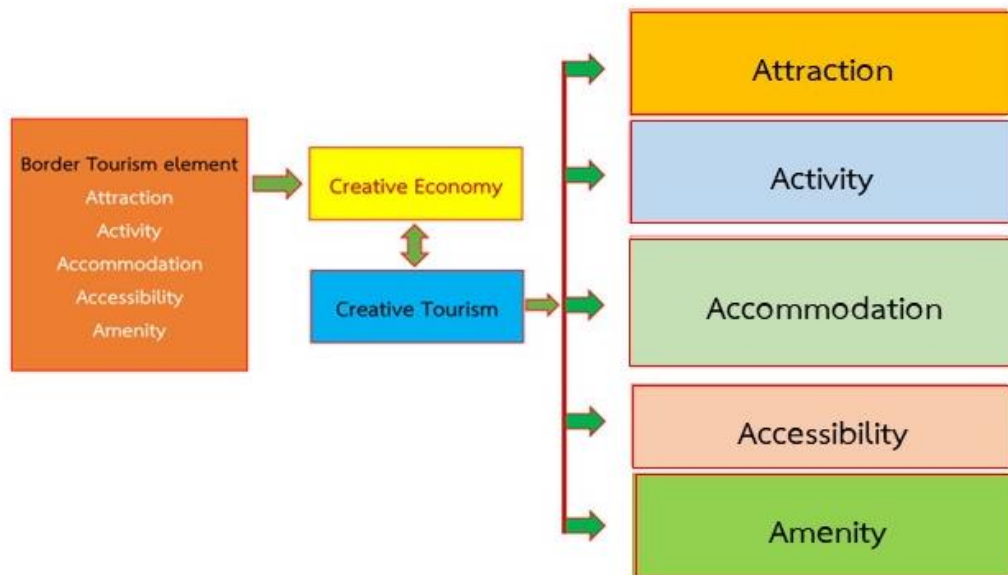 Border Tourism element
Attraction
Activity
Accommodation
Accessibility
Amenity
Creative Economy
Creative Tourism
Attraction
Activity
Accommodation
Accessibility
Amenity